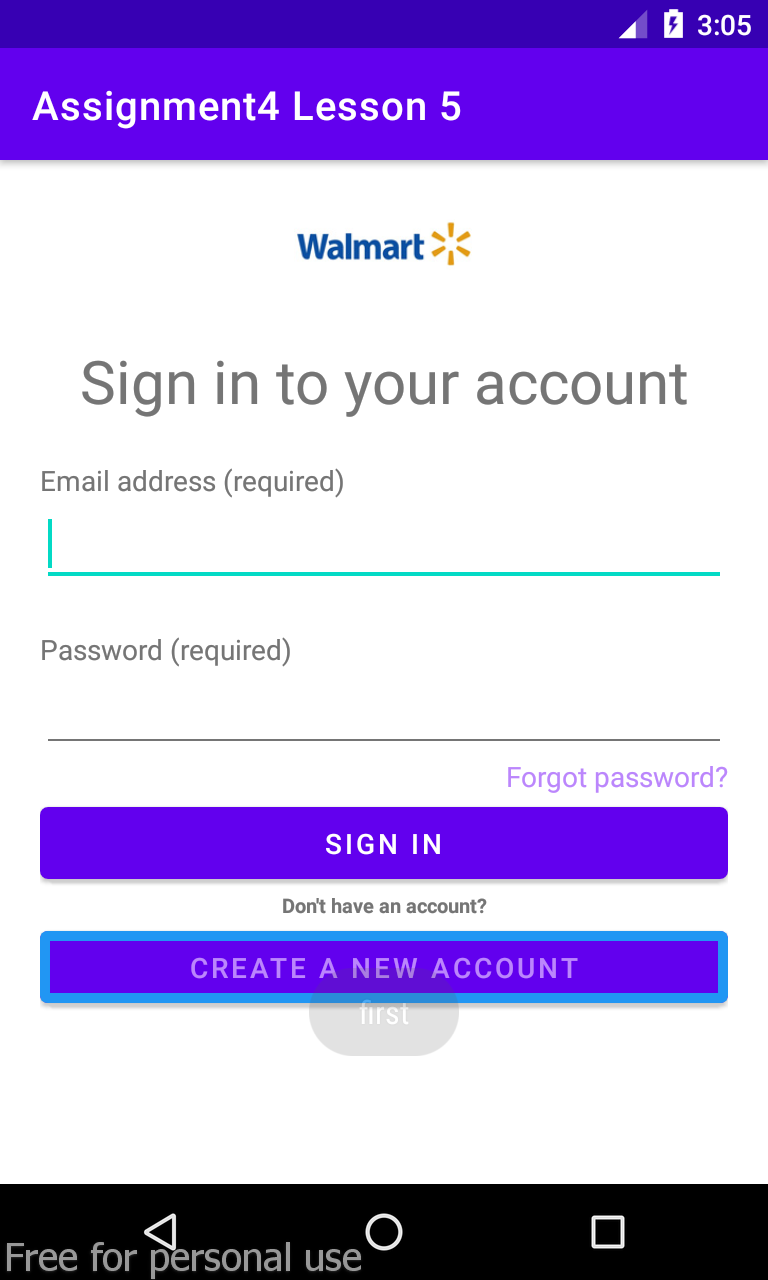 3:05
Assignment4 Lesson 5
Walmart
Sign in to your account
Email address (required)
Password (required)
Forgot password?
SIGN IN
Don't have an account?
CREATE A NEW ACCOUNT
first
Free for personal use